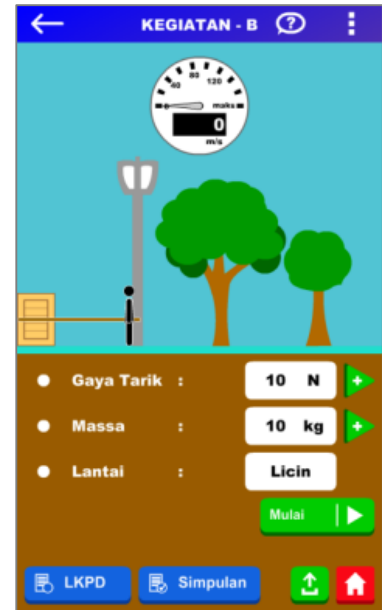 KEGIATAN - B ?
40 80 120
maks
0
m/s
Gaya Tarik : 10 N +
Massa : 10 kg +
Lantai : Licin
Mulai
LKPD Simpulan